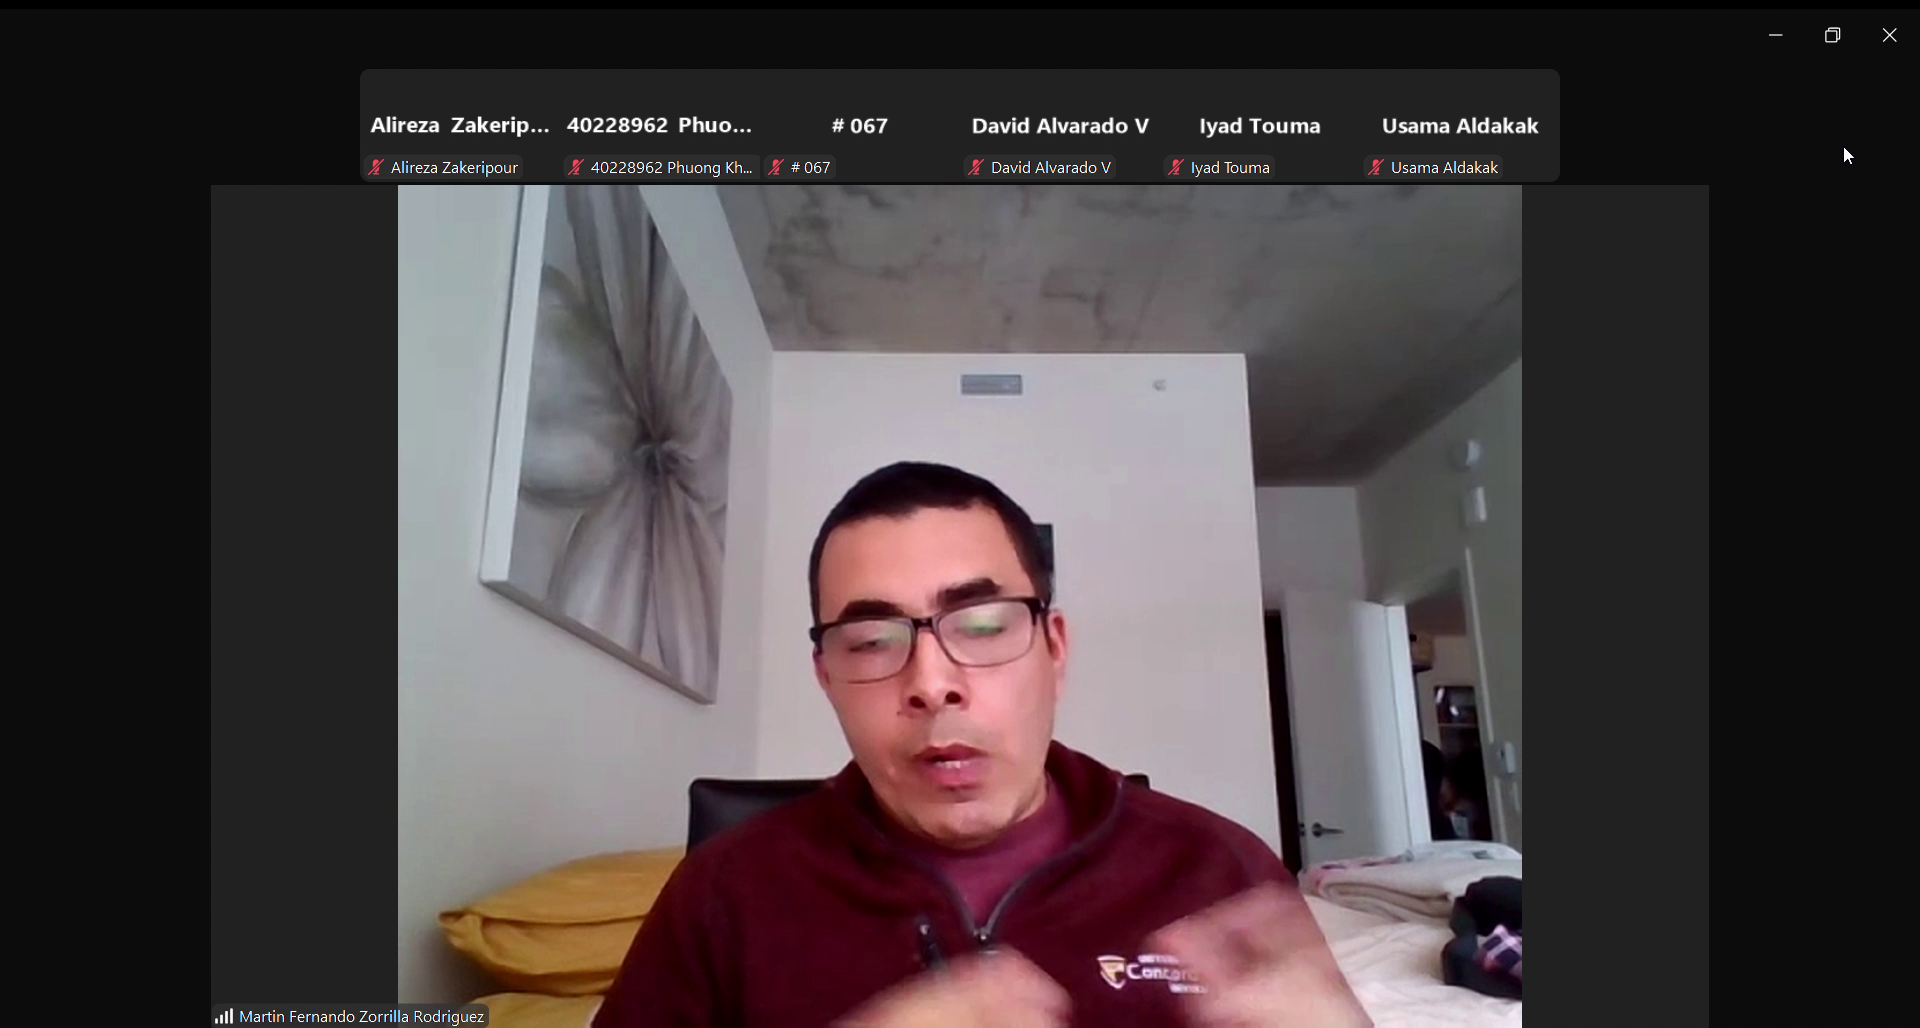 Alireza Zakerip...
40228962 Phuo...
# 067
David Alvarado V
Iyad Touma
Usama Aldakak
Alireza Zakeripour
40228962 Phuong Kh...
# 067
David Alvarado V
Iyad Touma
Usama Aldakak
Martin Fernando Zorrilla Rodriguez